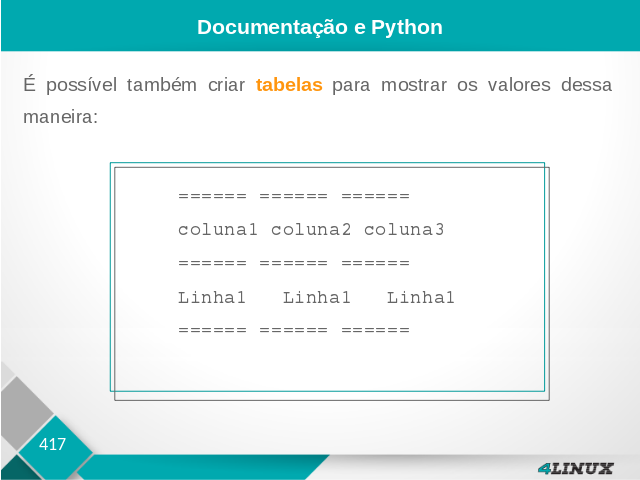 Documentação e Python
É possível também criar tabelas para mostrar os valores dessa
maneira:
====== ====== ======
coluna1 coluna2 coluna3
====== ====== ======
Linha1 Linha1 Linha1
====== ====== ======
417
4LINUX